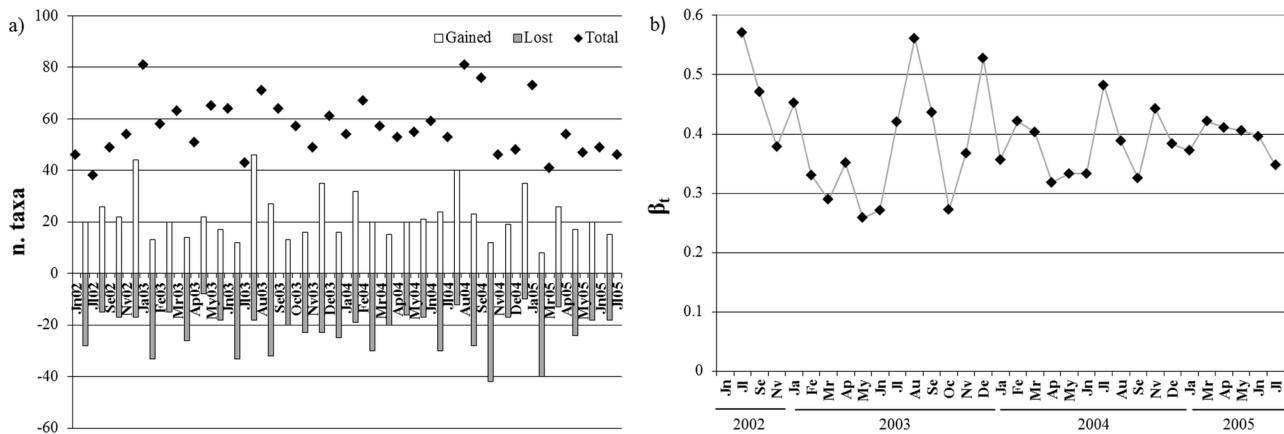 a)
n. taxa
Gained Lost Total
100
80
60
40
20
0
-20
-40
-60
Jn02 Jl02 Se02 Nv02 Ja03 Fe03 Mr03 Ap03 My03 Jn03 Jl03 Au03 Se03 Oc03 Nv03 De03 Ja04 Fe04 Mr04 Ap04 My04 Jn04 Jl04 Au04 Se04 Nv04 De04 Ja05 Mr05 Ap05 My05 Jn05 Jl05
b)
βt
0.6
0.5
0.4
0.3
0.2
0.1
0
Jn Jl Se Nv Ja Fe Mr Ap My Jn Jl Au Se Oc Nv De Ja Fe Mr Ap My Jn Jl Au Se Nv De Ja Mr Ap My Jn Jl
2002 2003 2004 2005